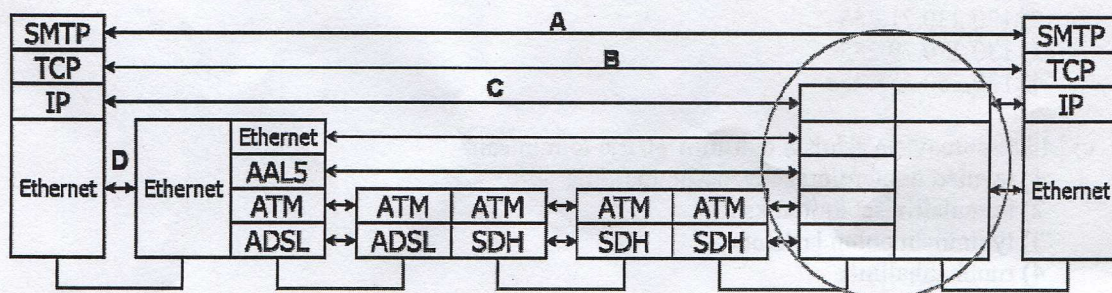 A
SMTP SMTP
B
TCP TCP
C
IP IP
Ethernet
D
Ethernet Ethernet Ethernet
AAL5
ATM ATM ATM ATM ATM
ADSL ADSL SDH SDH SDH